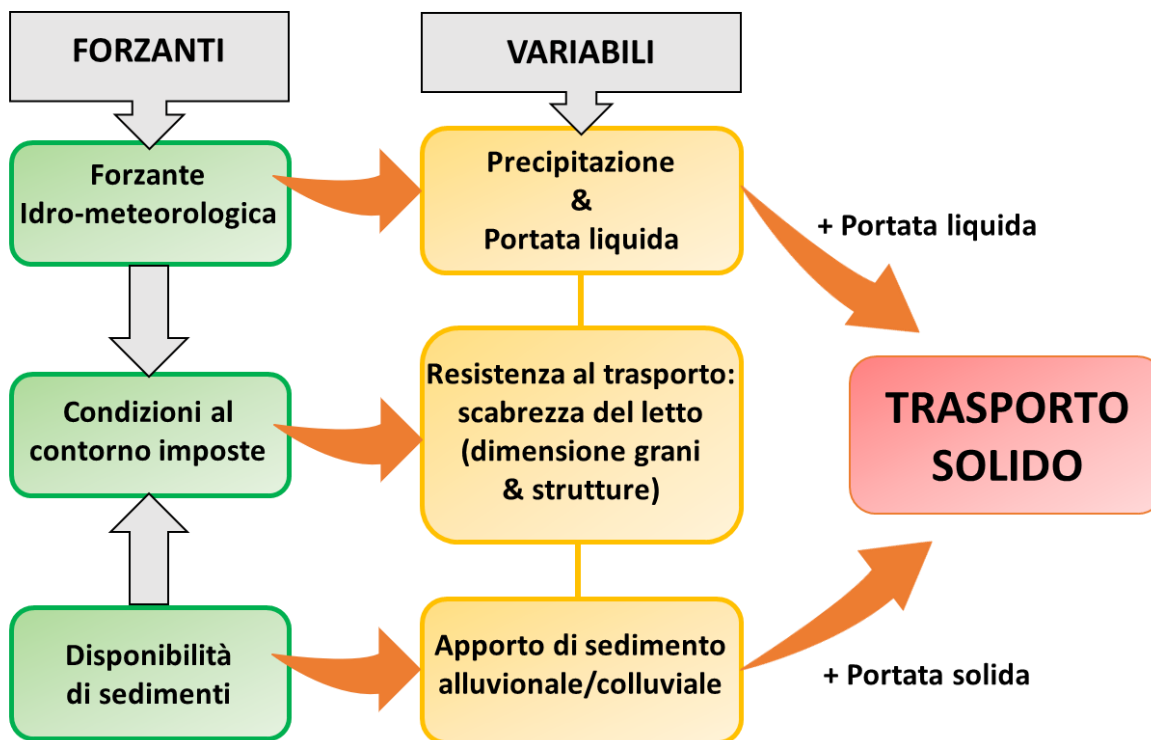 FORZANTI
VARIABILI
Forzante
Idro-meteorologica
Precipitazione
&
Portata liquida
+ Portata liquida
Condizioni al
contorno imposte
Resistenza al trasporto:
scabrezza del letto
(dimensione grani
& strutture)
TRASPORTO
SOLIDO
Disponibilità
di sedimenti
Apporto di sedimento
alluvionale/colluviale
+ Portata solida